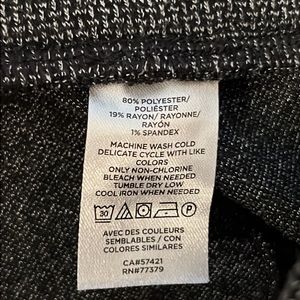 80% POLYESTER/
POLIÉSTER
19% RAYON/ RAYONNE/
RAYÓN
1% SPANDEX
MACHINE WASH COLD
DELICATE CYCLE WITH LIKE
COLORS
ONLY NON-CHLORINE
BLEACH WHEN NEEDED
TUMBLE DRY LOW
COOL IRON WHEN NEEDED
30 P
AVEC DES COULEURS
SEMBLABLES / CON
COLORES SIMILARES
CA#57421
RN#77379